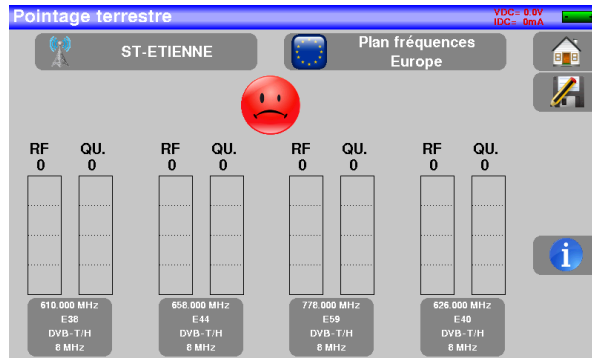 Pointage terrestre
VDC= 0.0V
IDC= 0mA
ST-ETIENNE
Plan fréquences
Europe
RF QU. RF QU. RF QU. RF QU.
0 0 0 0 0 0 0 0
610.000 MHz 658.000 MHz 778.000 MHz 626.000 MHz
E38 E44 E59 E40
DVB-T/H DVB-T/H DVB-T/H DVB-T/H
8 MHz 8 MHz 8 MHz 8 MHz